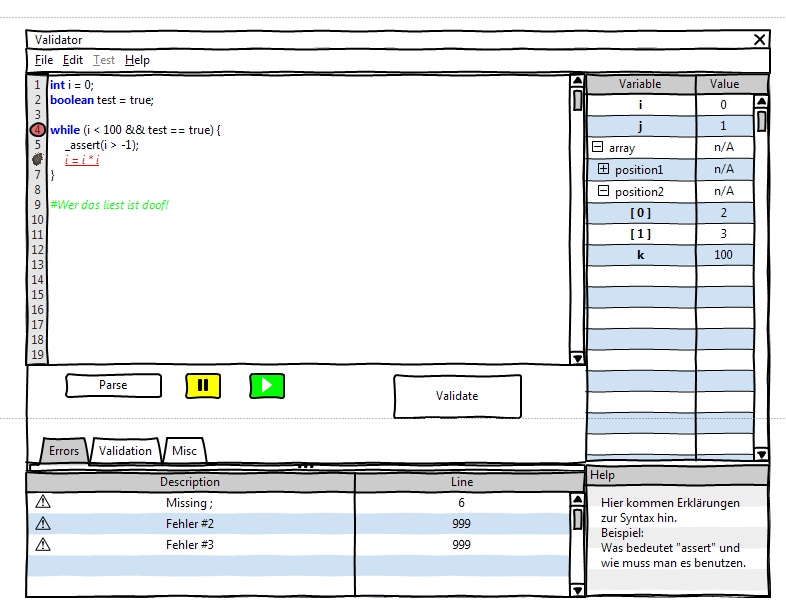 Validator
File Edit Test Help
1 int i = 0;
2 boolean test = true;
3
4 while (i < 100 && test == true) {
5 _assert(i > -1);
i = i * i
7 }
8
9 #Wer das liest ist doof!
10
11
12
13
14
15
16
17
18
19
Variable Value
i 0
j 1
array n/A
position1 n/A
position2 n/A
[ 0 ] 2
[ 1 ] 3
k 100
Parse
Validate
Errors Validation Misc
Description Line
Missing ; 6
Fehler #2 999
Fehler #3 999
Help
Hier kommen Erklärungen
zur Syntax hin.
Beispiel:
Was bedeutet "assert" und
wie muss man es benutzen.